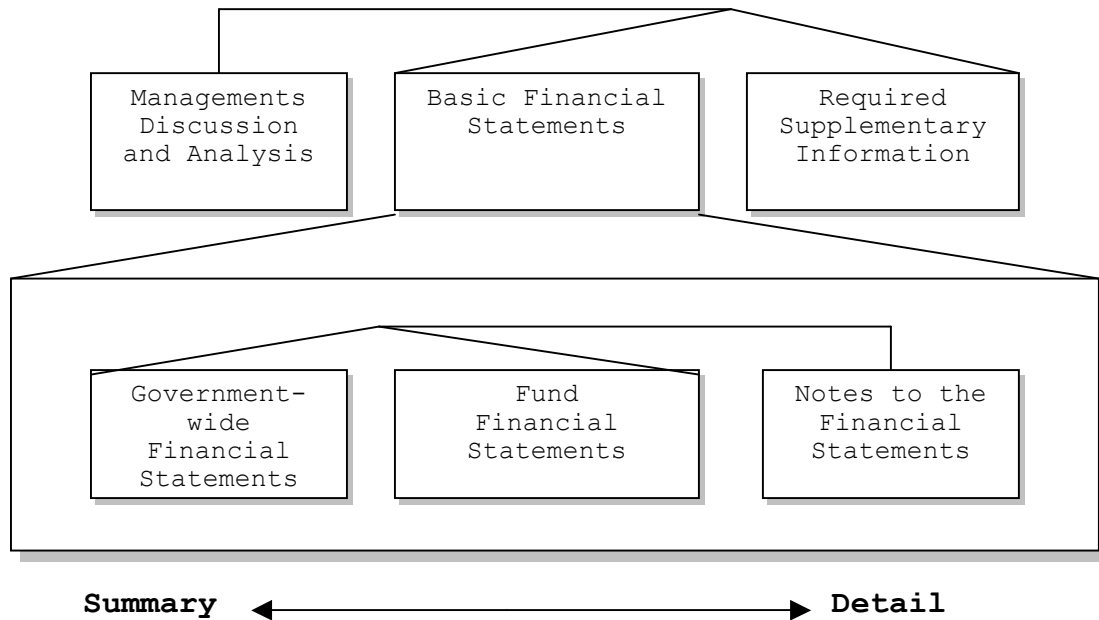 Managements
Discussion
and Analysis
Basic Financial
Statements
Required
Supplementary
Information
Government-
wide
Financial
Statements
Fund
Financial
Statements
Notes to the
Financial
Statements
Summary
Detail